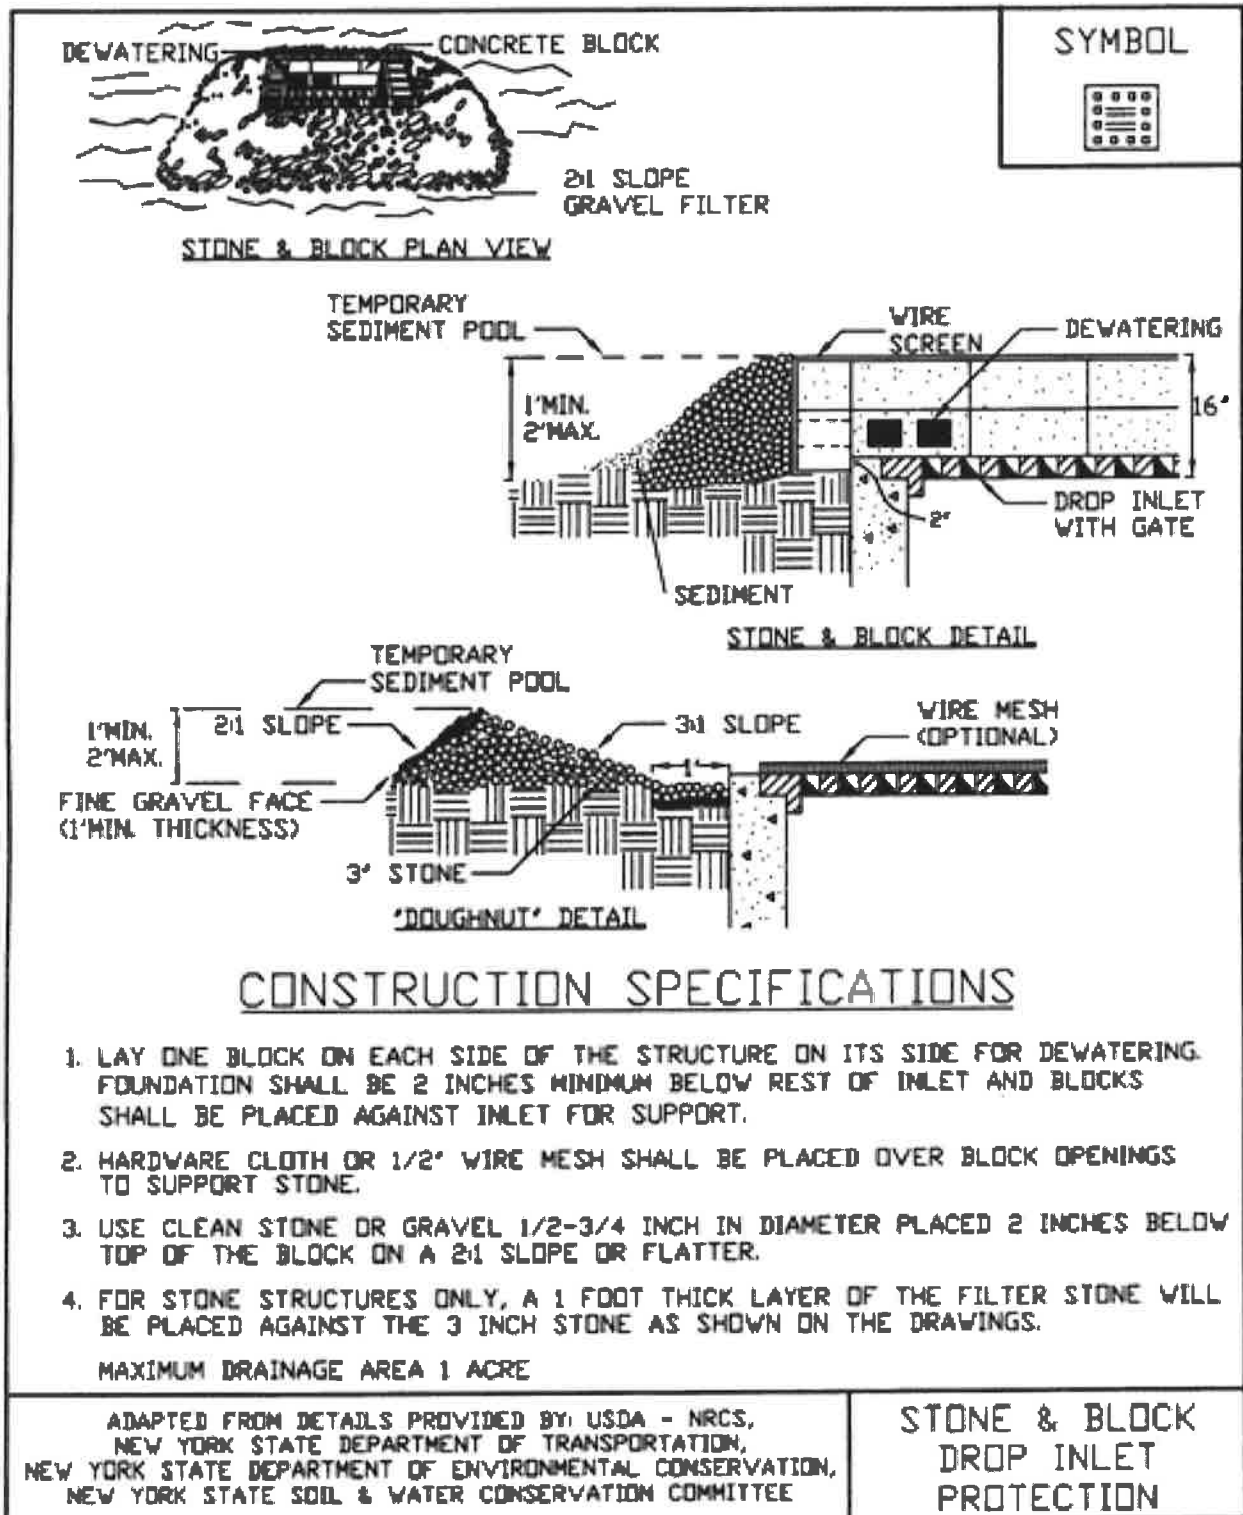 DEWATERING
CONCRETE BLOCK
SYMBOL
2:1 SLOPE
GRAVEL FILTER
STONE & BLOCK PLAN VIEW
TEMPORARY
SEDIMENT POOL
WIRE
SCREEN
DEWATERING
1'MIN.
2'MAX.
16"
2"
DROP INLET
WITH GATE
SEDIMENT
STONE & BLOCK DETAIL
TEMPORARY
SEDIMENT POOL
1'MIN.
2'MAX.
2:1 SLOPE
3:1 SLOPE
WIRE MESH
(OPTIONAL)
1'
FINE GRAVEL FACE
(1'MIN. THICKNESS)
3" STONE
"DOUGHNUT" DETAIL
CONSTRUCTION SPECIFICATIONS
1. LAY ONE BLOCK ON EACH SIDE OF THE STRUCTURE ON ITS SIDE FOR DEWATERING.
FOUNDATION SHALL BE 2 INCHES MINIMUM BELOW REST OF INLET AND BLOCKS
SHALL BE PLACED AGAINST INLET FOR SUPPORT.
2. HARDWARE CLOTH OR 1/2" WIRE MESH SHALL BE PLACED OVER BLOCK OPENINGS
TO SUPPORT STONE.
3. USE CLEAN STONE OR GRAVEL 1/2-3/4 INCH IN DIAMETER PLACED 2 INCHES BELOW
TOP OF THE BLOCK ON A 2:1 SLOPE OR FLATTER.
4. FOR STONE STRUCTURES ONLY, A 1 FOOT THICK LAYER OF THE FILTER STONE WILL
BE PLACED AGAINST THE 3 INCH STONE AS SHOWN ON THE DRAWINGS.
MAXIMUM DRAINAGE AREA 1 ACRE
ADAPTED FROM DETAILS PROVIDED BY: USDA - NRCS,
NEW YORK STATE DEPARTMENT OF TRANSPORTATION,
NEW YORK STATE DEPARTMENT OF ENVIRONMENTAL CONSERVATION,
NEW YORK STATE SOIL & WATER CONSERVATION COMMITTEE
STONE & BLOCK
DROP INLET
PROTECTION